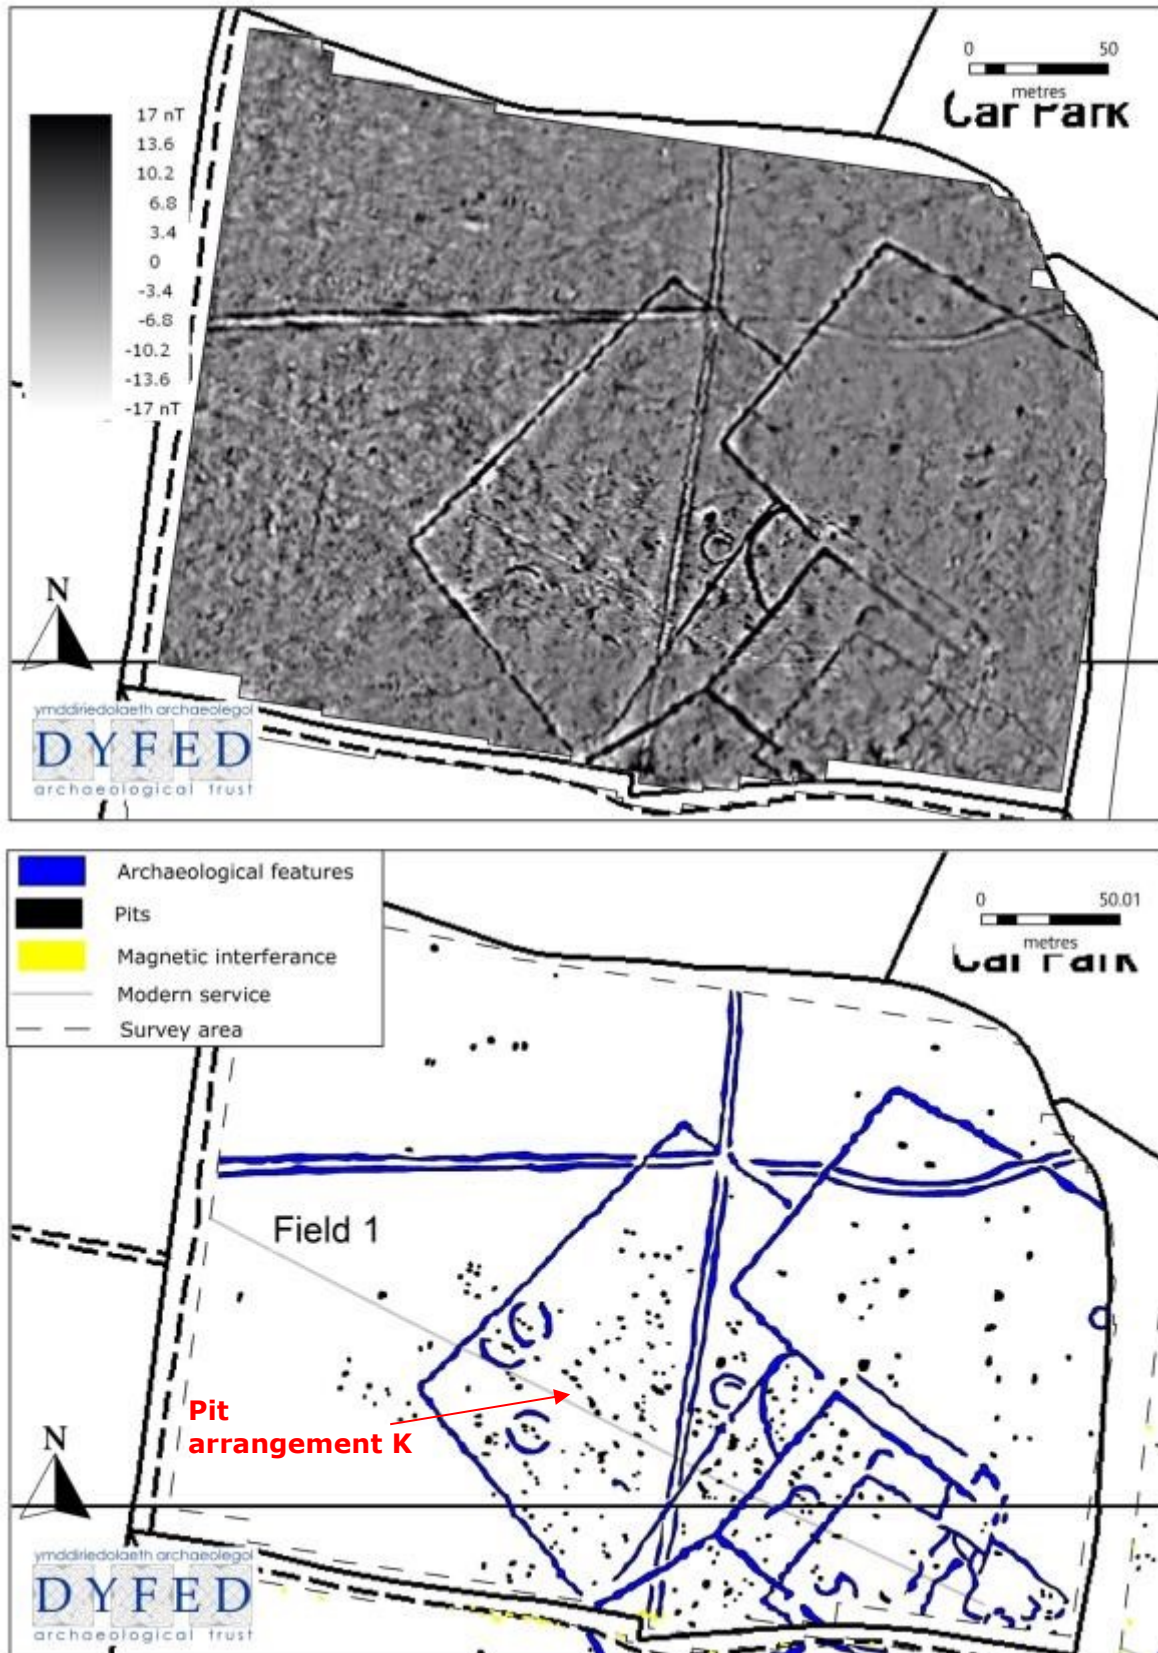 0 50
metres
Car Park
17 nT
13.6
10.2
6.8
3.4
0
-3.4
-6.8
-10.2
-13.6
-17 nT
N
ymddiriedolaeth archaeolegol
DYFED
archaeological trust
Archaeological features
Pits
Magnetic interferance
Modern service
Survey area
0 50.01
metres
Car Park
Field 1
Pit
arrangement K
N
ymddiriedolaeth archaeolegol
DYFED
archaeological trust